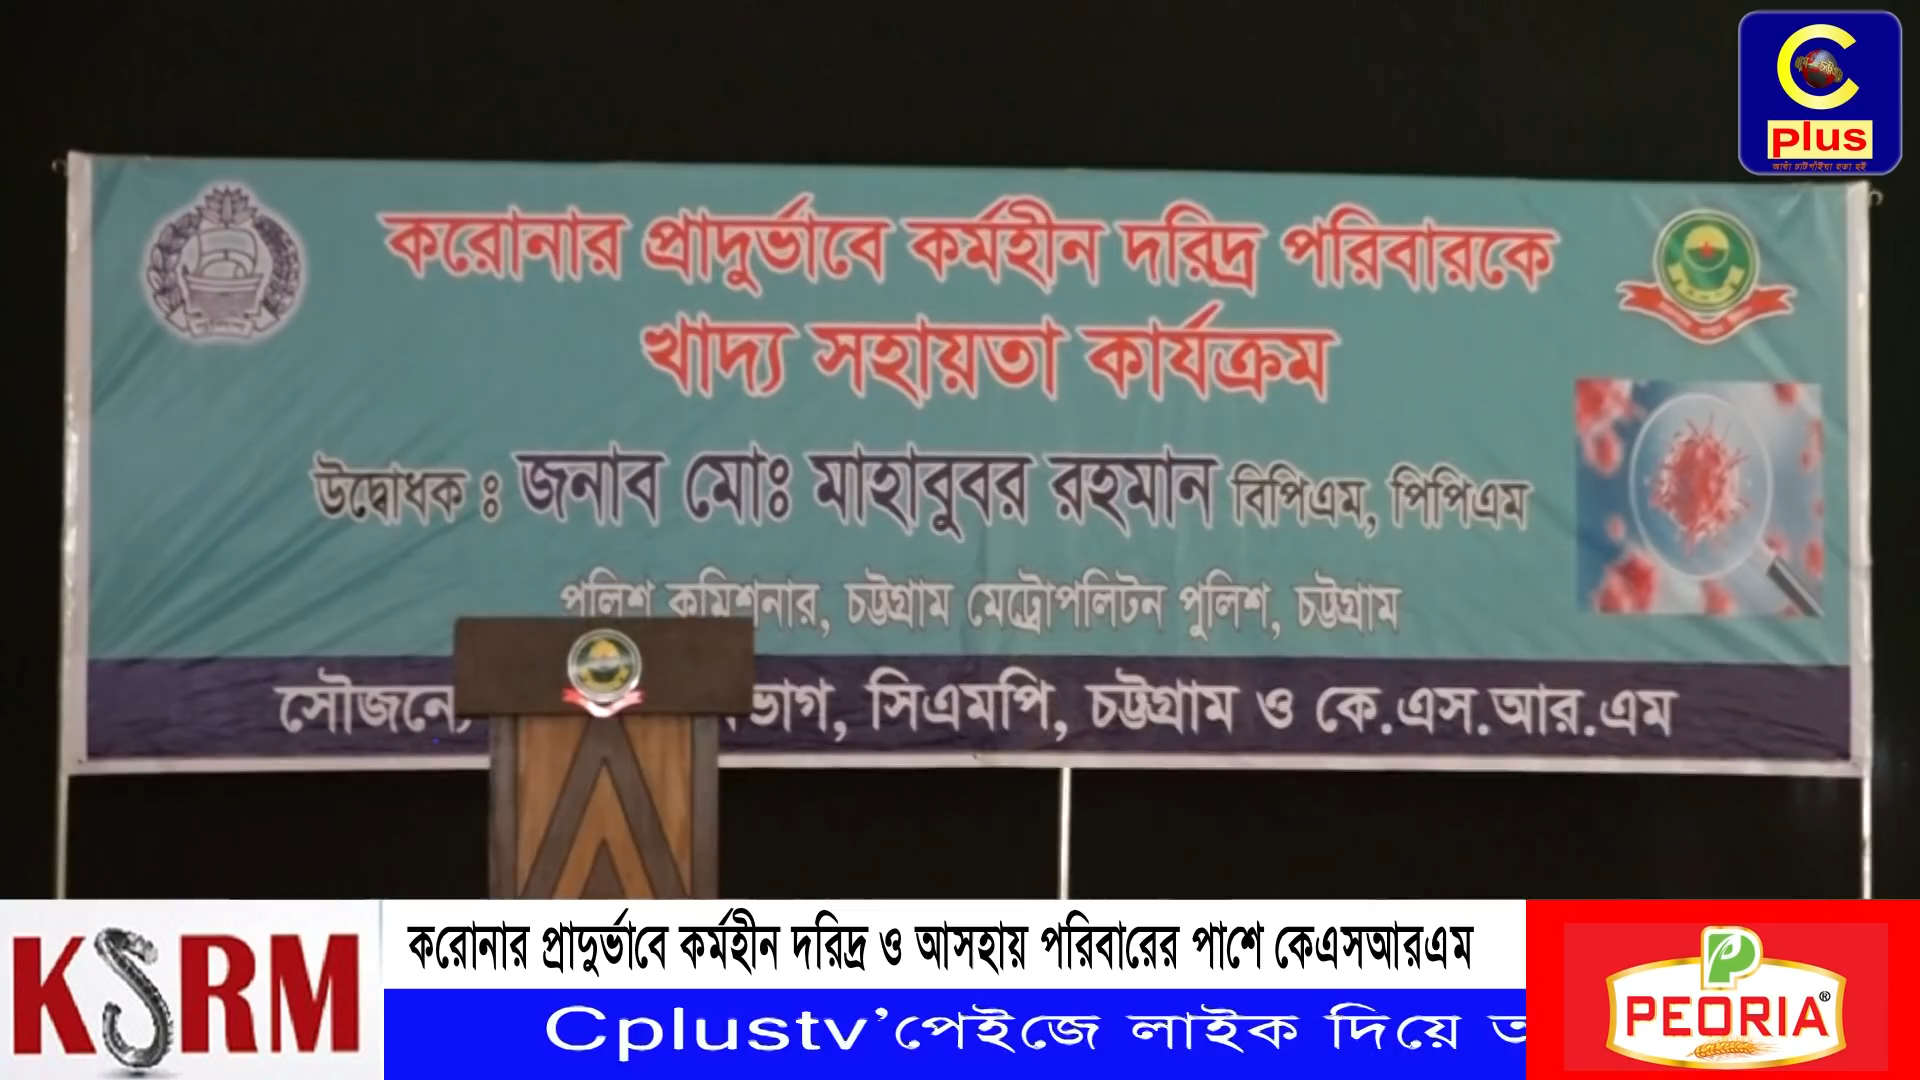 C
plus
করোনার প্রাদুর্ভাবে কর্মহীন দরিদ্র পরিবারকে
খাদ্য সহায়তা কার্যক্রম
উদ্বোধক ঃ জনাব মোঃ মাহাবুবর রহমান বিপিএম, পিপিএম
পুলিশ কমিশনার, চট্টগ্রাম মেট্রোপলিটন পুলিশ, চট্টগ্রাম
সৌজন্যে ভাগ, সিএমপি, চট্টগ্রাম ও কে.এস.আর.এম
KSRM
করোনার প্রাদুর্ভাবে কর্মহীন দরিদ্র ও আসহায় পরিবারের পাশে কেএসআরএম
Cplustv’পেইজে লাইক দিয়ে
P
PEORIA®